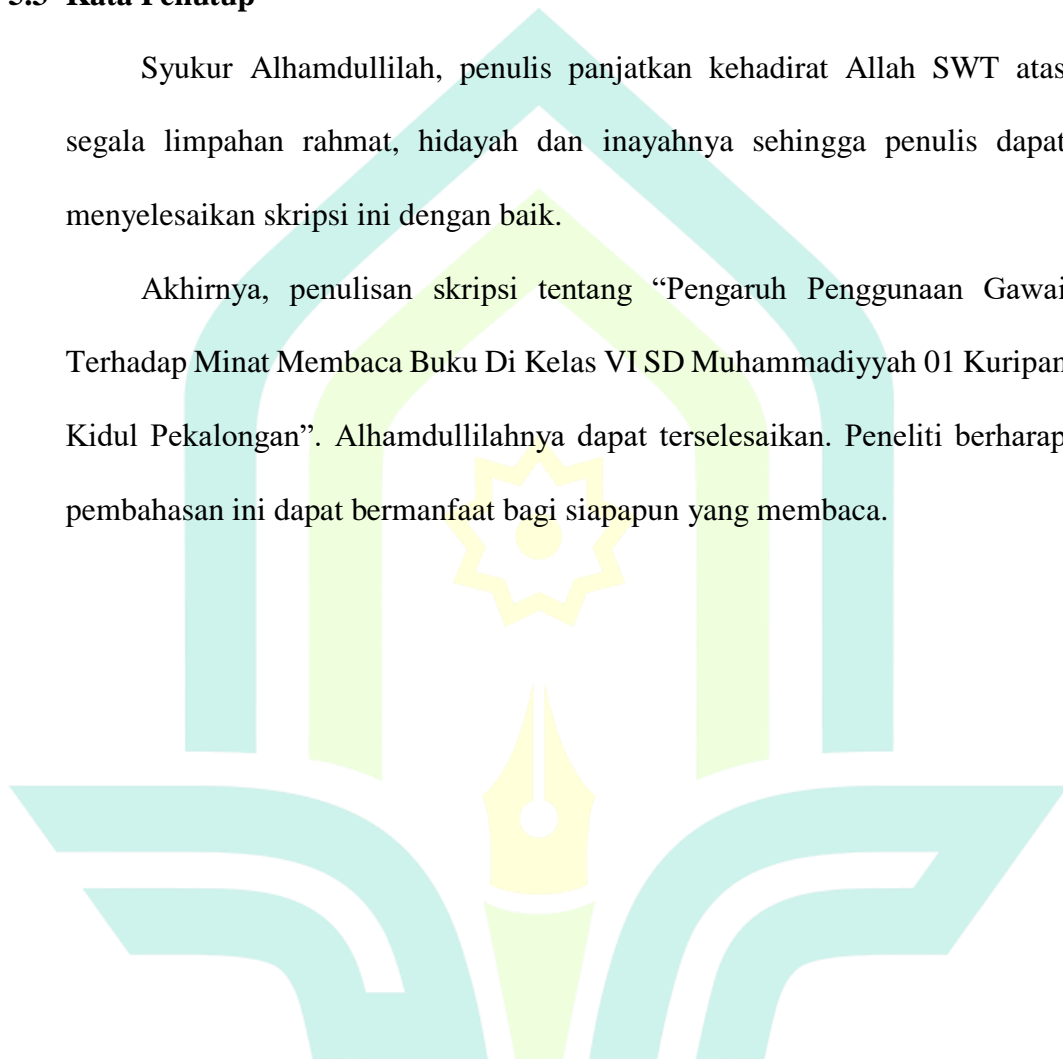 5.3 Kata Penutup
Syukur Alhamdullilah, penulis panjatkan kehadirat Allah SWT atas
segala limpahan rahmat, hidayah dan inayahnya sehingga penulis dapat
menyelesaikan skripsi ini dengan baik.
Akhirnya, penulisan skripsi tentang “Pengaruh Penggunaan Gawai
Terhadap Minat Membaca Buku Di Kelas VI SD Muhammadiyyah 01 Kuripan
Kidul Pekalongan”. Alhamdullilahnya dapat terselesaikan. Peneliti berharap
pembahasan ini dapat bermanfaat bagi siapapun yang membaca.